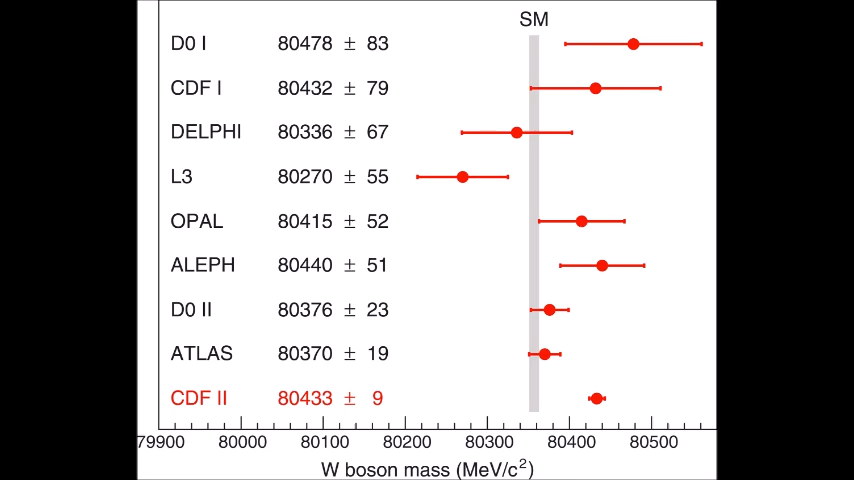 SM
D0 I 80478 ± 83
CDF I 80432 ± 79
DELPHI 80336 ± 67
L3 80270 ± 55
OPAL 80415 ± 52
ALEPH 80440 ± 51
D0 II 80376 ± 23
ATLAS 80370 ± 19
CDF II 80433 ± 9
79900 80000 80100 80200 80300 80400 80500
W boson mass (MeV/c²)